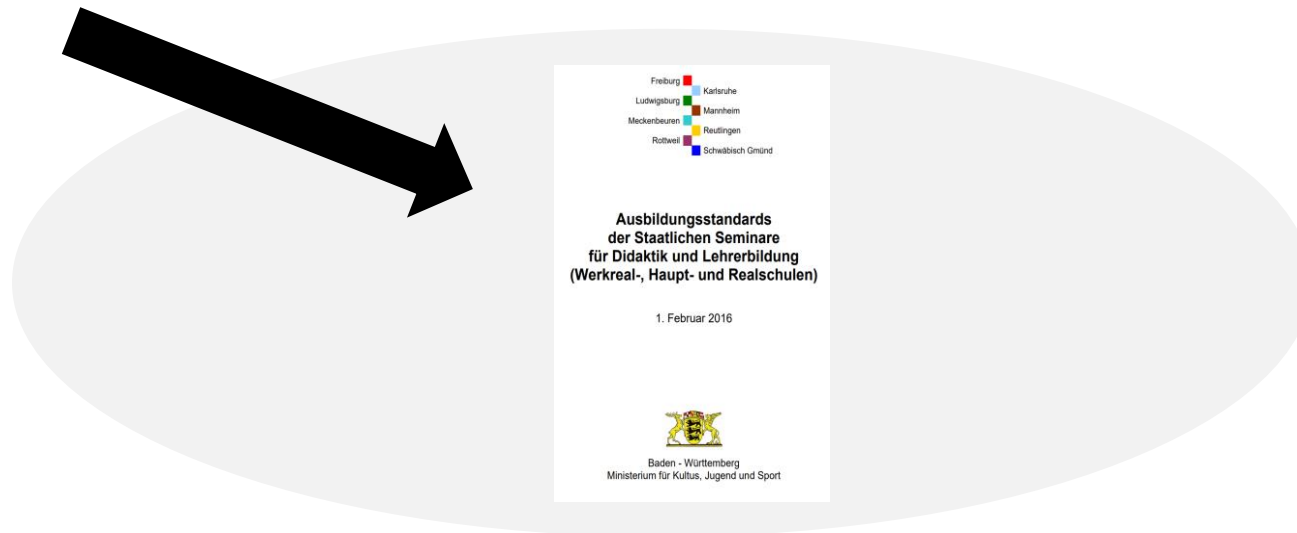 Freiburg
Karlsruhe
Ludwigsburg
Mannheim
Meckenbeuren
Reutlingen
Rottweil
Schwäbisch Gmünd
Ausbildungsstandards
der Staatlichen Seminare
für Didaktik und Lehrerbildung
(Werkreal-, Haupt- und Realschulen)
1. Februar 2016
Baden - Württemberg
Ministerium für Kultus, Jugend und Sport